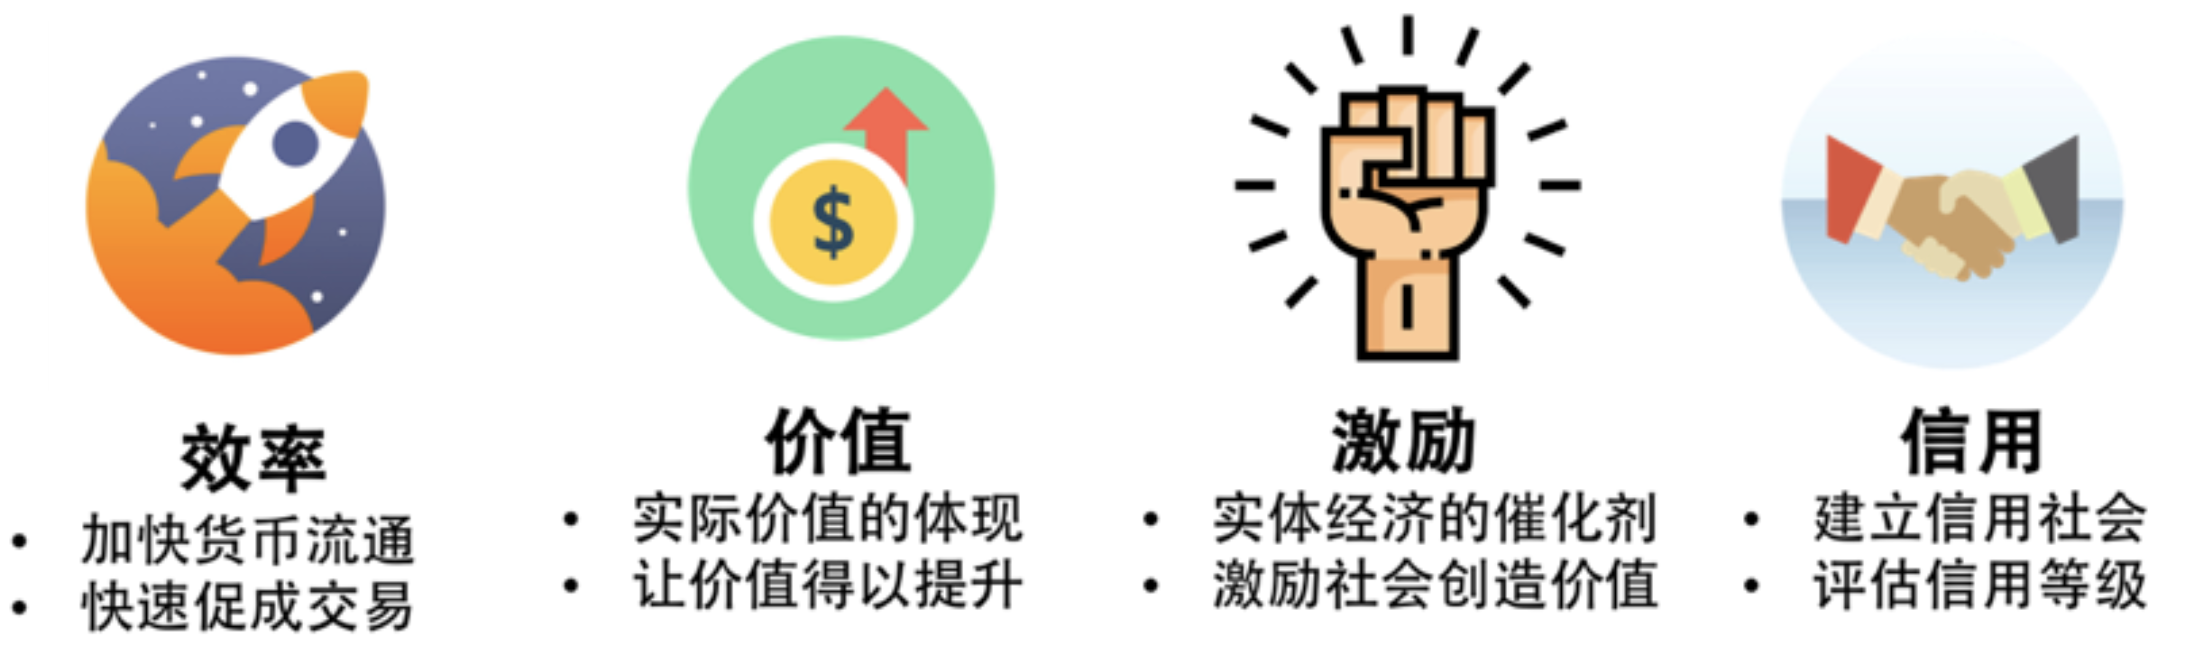 效率
• 加快货币流通
• 快速促成交易
价值
• 实际价值的体现
• 让价值得以提升
激励
• 实体经济的催化剂
• 激励社会创造价值
信用
• 建立信用社会
• 评估信用等级
$